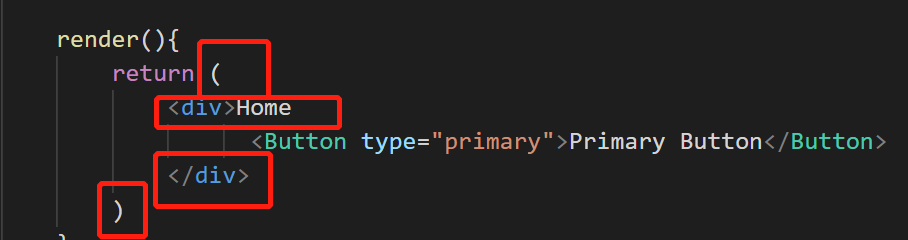 render(){
return (
<div>Home
<Button type="primary">Primary Button</Button>
</div>
)
}